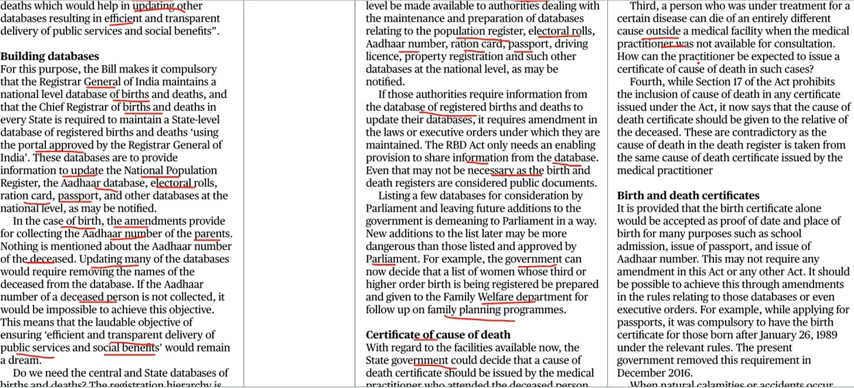 deaths which would help in updating other
databases resulting in efficient and transparent
delivery of public services and social benefits”.
Building databases
For this purpose, the Bill makes it compulsory
that the Registrar General of India maintains a
national level database of births and deaths, and
that the Chief Registrar of births and deaths in
every State is required to maintain a State-level
database of registered births and deaths ‘using
the portal approved by the Registrar General of
India’. These databases are to provide
information to update the National Population
Register, the Aadhaar database, electoral rolls,
ration card, passport, and other databases at the
national level, as may be notified.
In the case of birth, the amendments provide
for collecting the Aadhaar number of the parents.
Nothing is mentioned about the Aadhaar number
of the deceased. Updating many of the databases
would require removing the names of the
deceased from the database. If the Aadhaar
number of a deceased person is not collected, it
would be impossible to achieve this objective.
This means that the laudable objective of
ensuring ‘efficient and transparent delivery of
public services and social benefits’ would remain
a dream.
Do we need the central and State databases of
births and deaths? The registration hierarchy is
level be made available to authorities dealing with
the maintenance and preparation of databases
relating to the population register, electoral rolls,
Aadhaar number, ration card, passport, driving
licence, property registration and such other
databases at the national level, as may be
notified.
If those authorities require information from
the database of registered births and deaths to
update their databases, it requires amendment in
the laws or executive orders under which they are
maintained. The RBD Act only needs an enabling
provision to share information from the database.
Even that may not be necessary as the birth and
death registers are considered public documents.
Listing a few databases for consideration by
Parliament and leaving future additions to the
government is demeaning to Parliament in a way.
New additions to the list later may be more
dangerous than those listed and approved by
Parliament. For example, the government can
now decide that a list of women whose third or
higher order birth is being registered be prepared
and given to the Family Welfare department for
follow up on family planning programmes.
Certificate of cause of death
With regard to the facilities available now, the
State government could decide that a cause of
death certificate should be issued by the medical
practitioner who attended the deceased person
Third, a person who was under treatment for a
certain disease can die of an entirely different
cause outside a medical facility when the medical
practitioner was not available for consultation.
How can the practitioner be expected to issue a
certificate of cause of death in such cases?
Fourth, while Section 17 of the Act prohibits
the inclusion of cause of death in any certificate
issued under the Act, it now says that the cause of
death certificate should be given to the relative of
the deceased. These are contradictory as the
cause of death in the death register is taken from
the same cause of death certificate issued by the
medical practitioner
Birth and death certificates
It is provided that the birth certificate alone
would be accepted as proof of date and place of
birth for many purposes such as school
admission, issue of passport, and issue of
Aadhaar number. This may not require any
amendment in this Act or any other Act. It should
be possible to achieve this through amendments
in the rules relating to those databases or even
executive orders. For example, while applying for
passports, it was compulsory to have the birth
certificate for those born after January 26, 1989
under the relevant rules. The present
government removed this requirement in
December 2016.
When natural calamities or accidents occur